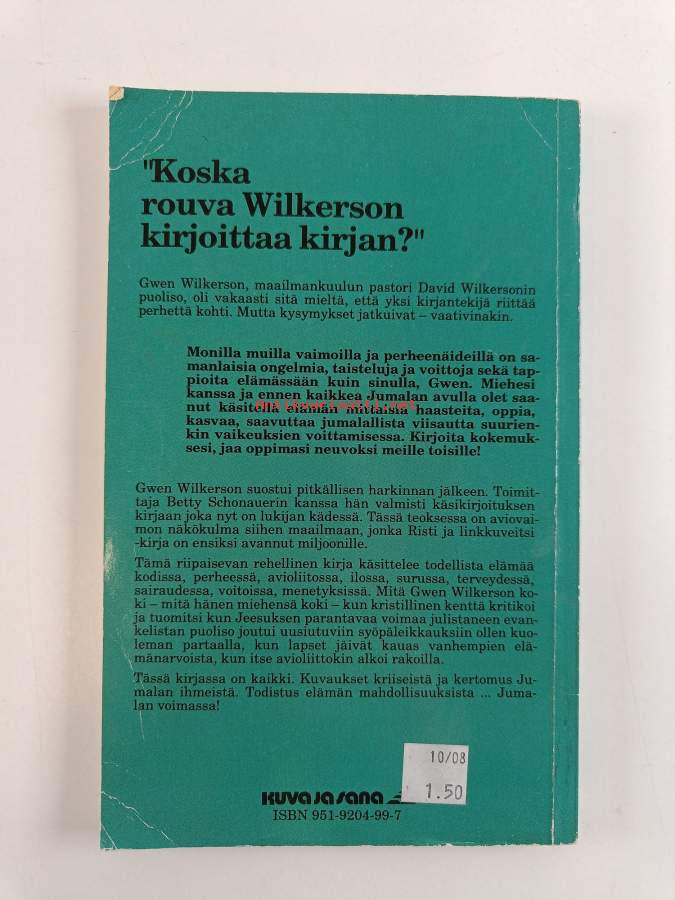 "Koska
rouva Wilkerson
kirjoittaa kirjan?"
Gwen Wilkerson, maailmankuulun pastori David Wilkersonin
puoliso, oli vakaasti sitä mieltä, että yksi kirjantekijä riittää
perhettä kohti. Mutta kysymykset jatkuivat – vaativinakin.
Monilla muilla vaimoilla ja perheenäideillä on sa-
manlaisia ongelmia, taisteluja ja voittoja sekä tap-
pioita elämässään kuin sinulla, Gwen. Miehesi
kanssa ja ennen kaikkea Jumalan avulla olet saa-
nut käsitellä elämän mittaisia haasteita, oppia,
kasvaa, saavuttaa jumalallista viisautta suurien-
kin vaikeuksien voittamisessa. Kirjoita kokemuk-
sesi, jaa oppimasi neuvoksi meille toisille!
Gwen Wilkerson suostui pitkällisen harkinnan jälkeen. Toimit-
taja Betty Schonauerin kanssa hän valmisti käsikirjoituksen
kirjaan joka nyt on lukijan kädessä. Tässä teoksessa on aviovai-
mon näkökulma siihen maailmaan, jonka Risti ja linkkuveitsi
-kirja on ensiksi avannut miljoonille.
Tämä riipaisevan rehellinen kirja käsittelee todellista elämää
kodissa, perheessä, avioliitossa, ilossa, surussa, terveydessä,
sairaudessa, voitoissa, menetyksissä. Mitä Gwen Wilkerson ko-
ki – mitä hänen miehensä koki – kun kristillinen kenttä kritikoi
ja tuomitsi kun Jeesuksen parantavaa voimaa julistaneen evan-
kelistan puoliso joutui uusiutuviin syöpäleikkauksiin ollen kuo-
leman partaalla, kun lapset jäivät kauas vanhempien elä-
mänarvoista, kun itse avioliittokin alkoi rakoilla.
Tässä kirjassa on kaikki. Kuvaukset kriiseistä ja kertomus Ju-
malan ihmeistä. Todistus elämän mahdollisuuksista ... Juma-
lan voimassa!
10/08
1.50
kuva ja sana
ISBN 951-9204-99-7